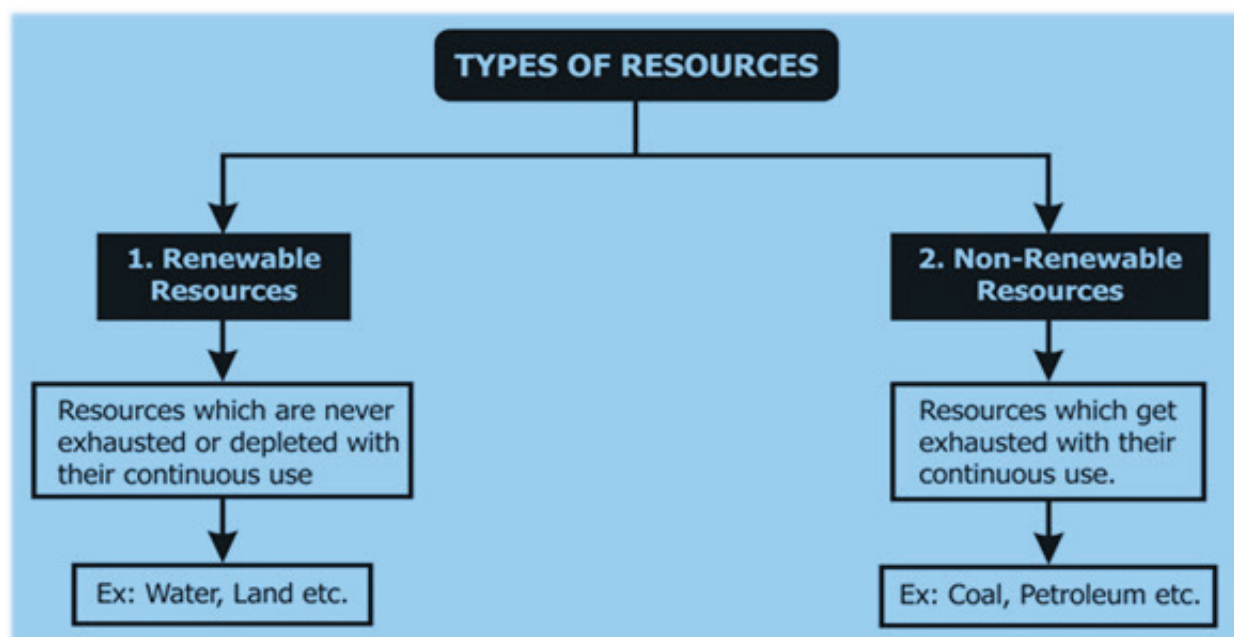 TYPES OF RESOURCES
1. Renewable
Resources
2. Non-Renewable
Resources
Resources which are never
exhausted or depleted with
their continuous use
Resources which get
exhausted with their
continuous use.
Ex: Water, Land etc.
Ex: Coal, Petroleum etc.